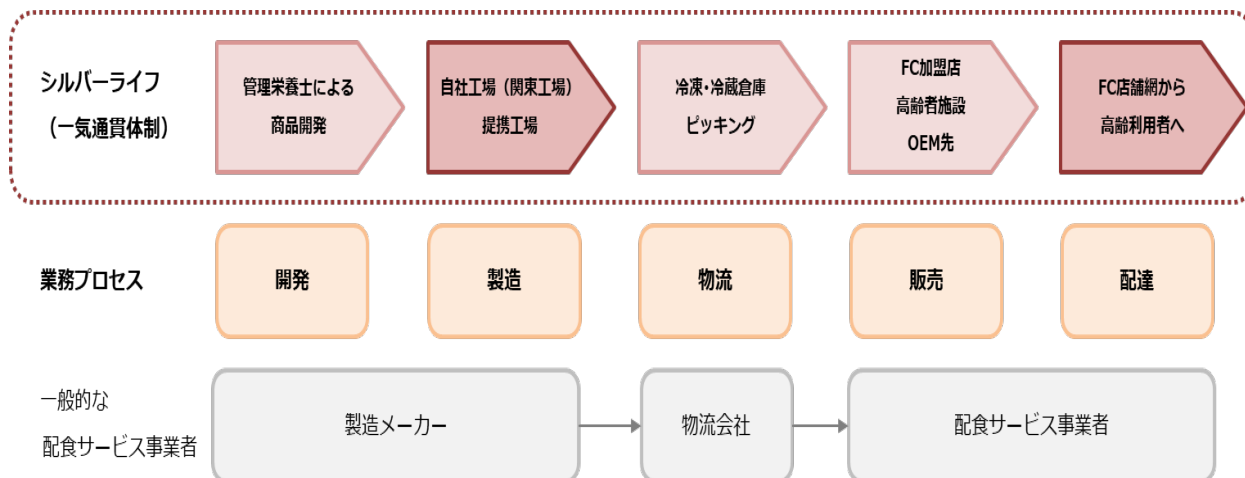 シルバーライフ
（一気通貫体制）
管理栄養士による
商品開発
自社工場（関東工場）
提携工場
冷凍・冷蔵倉庫
ピッキング
FC加盟店
高齢者施設
OEM先
FC店舗網から
高齢利用者へ
業務プロセス
開発
製造
物流
販売
配達
一般的な
配食サービス事業者
製造メーカー
物流会社
配食サービス事業者